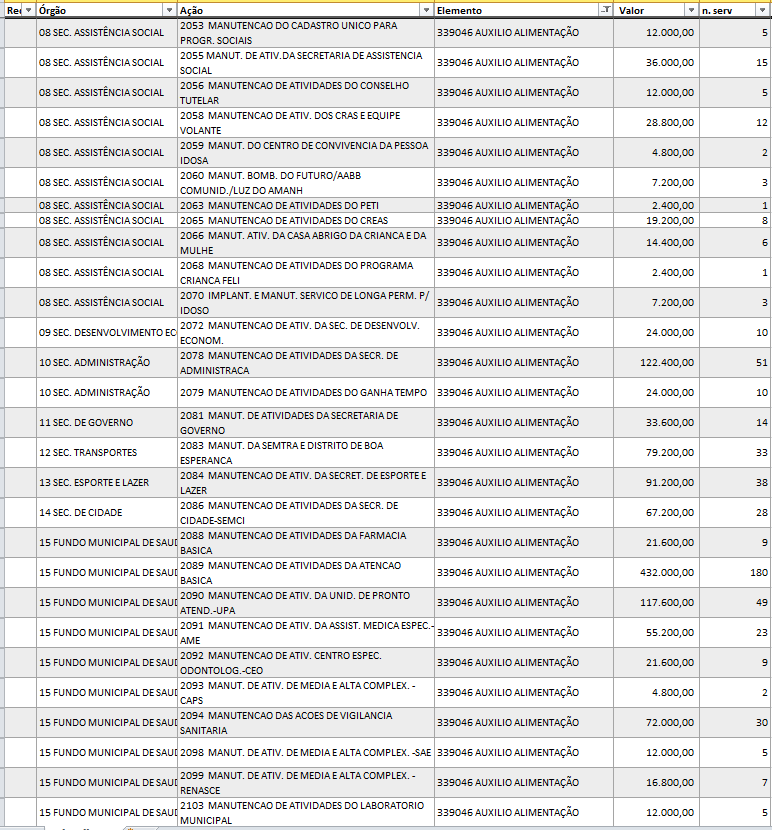 Re Órgão Ação Elemento Valor n. serv
08 SEC. ASSISTÊNCIA SOCIAL 2053 MANUTENCAO DO CADASTRO UNICO PARA PROGR. SOCIAIS 339046 AUXILIO ALIMENTAÇÃO 12.000,00 5
08 SEC. ASSISTÊNCIA SOCIAL 2055 MANUT. DE ATIV.DA SECRETARIA DE ASSISTENCIA SOCIAL 339046 AUXILIO ALIMENTAÇÃO 36.000,00 15
08 SEC. ASSISTÊNCIA SOCIAL 2056 MANUTENCAO DE ATIVIDADES DO CONSELHO TUTELAR 339046 AUXILIO ALIMENTAÇÃO 12.000,00 5
08 SEC. ASSISTÊNCIA SOCIAL 2058 MANUTENCAO DE ATIV. DOS CRAS E EQUIPE VOLANTE 339046 AUXILIO ALIMENTAÇÃO 28.800,00 12
08 SEC. ASSISTÊNCIA SOCIAL 2059 MANUT. DO CENTRO DE CONVIVENCIA DA PESSOA IDOSA 339046 AUXILIO ALIMENTAÇÃO 4.800,00 2
08 SEC. ASSISTÊNCIA SOCIAL 2060 MANUT. BOMB. DO FUTURO/AABB COMUNID./LUZ DO AMANH 339046 AUXILIO ALIMENTAÇÃO 7.200,00 3
08 SEC. ASSISTÊNCIA SOCIAL 2063 MANUTENCAO DE ATIVIDADES DO PETI 339046 AUXILIO ALIMENTAÇÃO 2.400,00 1
08 SEC. ASSISTÊNCIA SOCIAL 2065 MANUTENCAO DE ATIVIDADES DO CREAS 339046 AUXILIO ALIMENTAÇÃO 19.200,00 8
08 SEC. ASSISTÊNCIA SOCIAL 2066 MANUT. ATIV. DA CASA ABRIGO DA CRIANCA E DA MULHE 339046 AUXILIO ALIMENTAÇÃO 14.400,00 6
08 SEC. ASSISTÊNCIA SOCIAL 2068 MANUTENCAO DE ATIVIDADES DO PROGRAMA CRIANCA FELI 339046 AUXILIO ALIMENTAÇÃO 2.400,00 1
08 SEC. ASSISTÊNCIA SOCIAL 2070 IMPLANT. E MANUT. SERVICO DE LONGA PERM. P/ IDOSO 339046 AUXILIO ALIMENTAÇÃO 7.200,00 3
09 SEC. DESENVOLVIMENTO EC 2072 MANUTENCAO DE ATIV. DA SEC. DE DESENVOLV. ECONOM. 339046 AUXILIO ALIMENTAÇÃO 24.000,00 10
10 SEC. ADMINISTRAÇÃO 2078 MANUTENCAO DE ATIVIDADES DA SECR. DE ADMINISTRACA 339046 AUXILIO ALIMENTAÇÃO 122.400,00 51
10 SEC. ADMINISTRAÇÃO 2079 MANUTENCAO DE ATIVIDADES DO GANHA TEMPO 339046 AUXILIO ALIMENTAÇÃO 24.000,00 10
11 SEC. DE GOVERNO 2081 MANUT. DE ATIVIDADES DA SECRETARIA DE GOVERNO 339046 AUXILIO ALIMENTAÇÃO 33.600,00 14
12 SEC. TRANSPORTES 2083 MANUT. DA SEMTRA E DISTRITO DE BOA ESPERANCA 339046 AUXILIO ALIMENTAÇÃO 79.200,00 33
13 SEC. ESPORTE E LAZER 2084 MANUTENCAO DE ATIV. DA SECRET. DE ESPORTE E LAZER 339046 AUXILIO ALIMENTAÇÃO 91.200,00 38
14 SEC. DE CIDADE 2086 MANUTENCAO DE ATIVIDADES DA SECR. DE CIDADE-SEMCI 339046 AUXILIO ALIMENTAÇÃO 67.200,00 28
15 FUNDO MUNICIPAL DE SAUD 2088 MANUTENCAO DE ATIVIDADES DA FARMACIA BASICA 339046 AUXILIO ALIMENTAÇÃO 21.600,00 9
15 FUNDO MUNICIPAL DE SAUD 2089 MANUTENCAO DE ATIVIDADES DA ATENCAO BASICA 339046 AUXILIO ALIMENTAÇÃO 432.000,00 180
15 FUNDO MUNICIPAL DE SAUD 2090 MANUTENCAO DE ATIV. DA UNID. DE PRONTO ATEND.-UPA 339046 AUXILIO ALIMENTAÇÃO 117.600,00 49
15 FUNDO MUNICIPAL DE SAUD 2091 MANUTENCAO DE ATIV. DA ASSIST. MEDICA ESPEC.-AME 339046 AUXILIO ALIMENTAÇÃO 55.200,00 23
15 FUNDO MUNICIPAL DE SAUD 2092 MANUTENCAO DE ATIV. CENTRO ESPEC. ODONTOLOG.-CEO 339046 AUXILIO ALIMENTAÇÃO 21.600,00 9
15 FUNDO MUNICIPAL DE SAUD 2093 MANUT. DE ATIV. DE MEDIA E ALTA COMPLEX. - CAPS 339046 AUXILIO ALIMENTAÇÃO 4.800,00 2
15 FUNDO MUNICIPAL DE SAUD 2094 MANUTENCAO DAS ACOES DE VIGILANCIA SANITARIA 339046 AUXILIO ALIMENTAÇÃO 72.000,00 30
15 FUNDO MUNICIPAL DE SAUD 2098 MANUT. DE ATIV. DE MEDIA E ALTA COMPLEX. -SAE 339046 AUXILIO ALIMENTAÇÃO 12.000,00 5
15 FUNDO MUNICIPAL DE SAUD 2099 MANUT. DE ATIV. DE MEDIA E ALTA COMPLEX. - RENASCE 339046 AUXILIO ALIMENTAÇÃO 16.800,00 7
15 FUNDO MUNICIPAL DE SAUD 2103 MANUTENCAO DE ATIVIDADES DO LABORATORIO MUNICIPAL 339046 AUXILIO ALIMENTAÇÃO 12.000,00 5